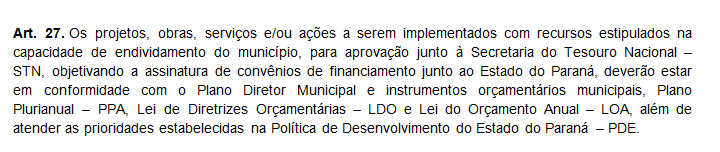 Art. 27. Os projetos, obras, serviços e/ou ações a serem implementados com recursos estipulados na
capacidade de endividamento do município, para aprovação junto à Secretaria do Tesouro Nacional –
STN, objetivando a assinatura de convênios de financiamento junto ao Estado do Paraná, deverão estar
em conformidade com o Plano Diretor Municipal e instrumentos orçamentários municipais, Plano
Plurianual – PPA, Lei de Diretrizes Orçamentárias – LDO e Lei do Orçamento Anual – LOA, além de
atender as prioridades estabelecidas na Política de Desenvolvimento do Estado do Paraná – PDE.